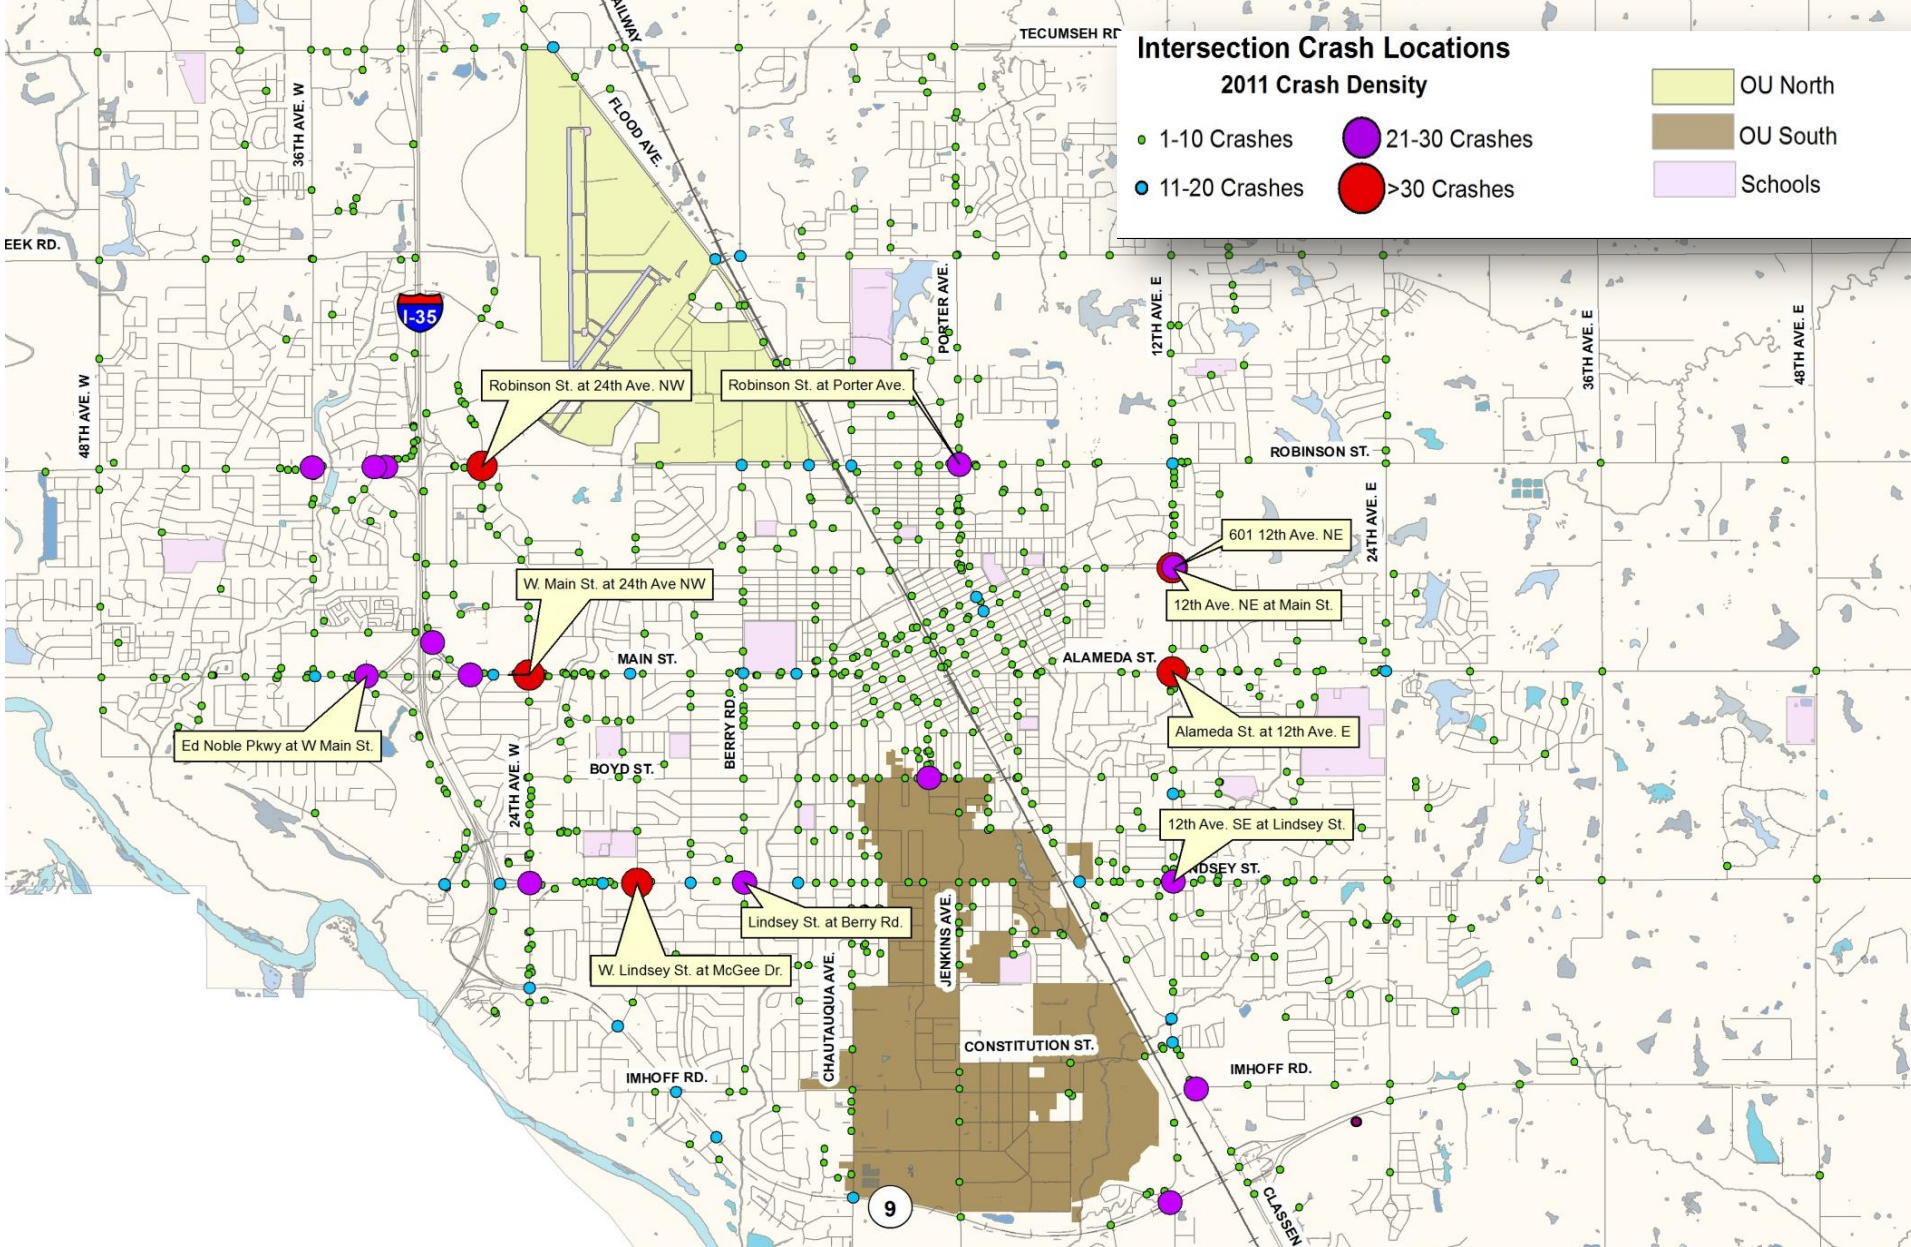 AILWAY
TECUMSEH RD
Intersection Crash Locations
2011 Crash Density
1-10 Crashes
21-30 Crashes
11-20 Crashes
>30 Crashes
OU North
OU South
Schools
36TH AVE. W
FLOOD AVE.
EEK RD.
I-35
PORTER AVE.
12TH AVE. E
36TH AVE. E
48TH AVE. E
48TH AVE. W
Robinson St. at 24th Ave. NW
Robinson St. at Porter Ave.
ROBINSON ST.
24TH AVE. E
601 12th Ave. NE
W. Main St. at 24th Ave NW
12th Ave. NE at Main St.
MAIN ST.
ALAMEDA ST.
BERRY RD.
Ed Noble Pkwy at W Main St.
Alameda St. at 12th Ave. E
BOYD ST.
24TH AVE. W
12th Ave. SE at Lindsey St.
NDSEY ST.
Lindsey St. at Berry Rd.
JENKINS AVE.
W. Lindsey St. at McGee Dr.
CHAUTAUQUA AVE.
CONSTITUTION ST.
IMHOFF RD.
IMHOFF RD.
9
CLASSEN